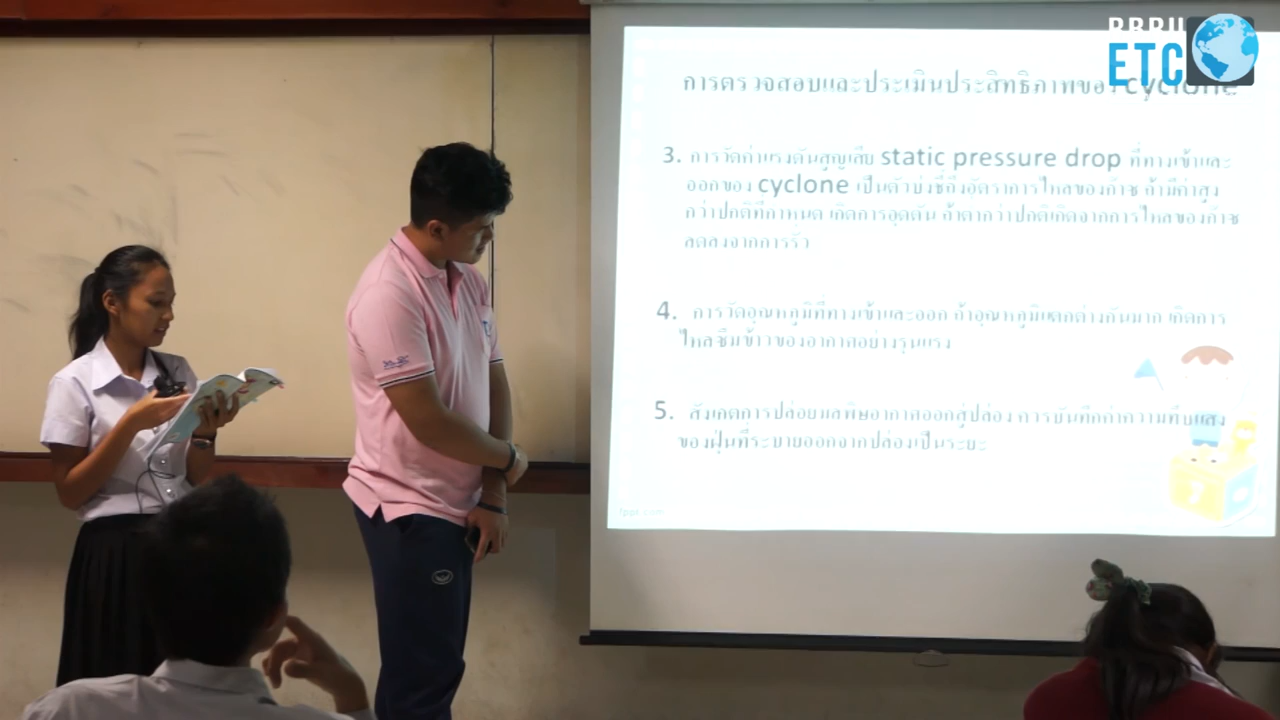 PBRU
ETC
การตรวจสอบและประเมินประสิทธิภาพของ cyclone
3. การวัดค่าแรงดันสูญเสีย static pressure drop ที่ทางเข้าและ
ออกของ cyclone เป็นตัวบ่งชี้ถึงอัตราการไหลของก๊าซ ถ้ามีค่าสูง
กว่าปกติที่กำหนด เกิดการอุดตัน ถ้าต่ำกว่าปกติเกิดจากการไหลของก๊าซ
ลดลงจากการรั่ว
4. การวัดอุณหภูมิที่ทางเข้าและออก ถ้าอุณหภูมิแตกต่างกันมาก เกิดการ
ไหลซึมเข้าของอากาศอย่างรุนแรง
5. สังเกตการปล่อยมลพิษอากาศออกสู่ปล่อง การบันทึกค่าความทึบแสง
ของฝุ่นที่ระบายออกจากปล่องเป็นระยะ
fppt.com